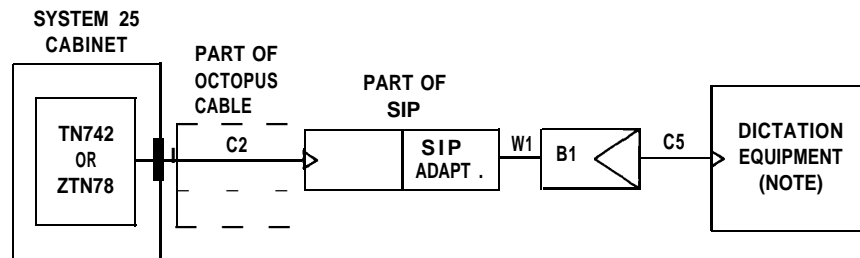 SYSTEM 25
CABINET
PART OF
OCTOPUS
CABLE
PART OF
SIP
TN742
OR
ZTN78
C2
SIP
ADAPT .
W1
B1
C5
DICTATION
EQUIPMENT
(NOTE)